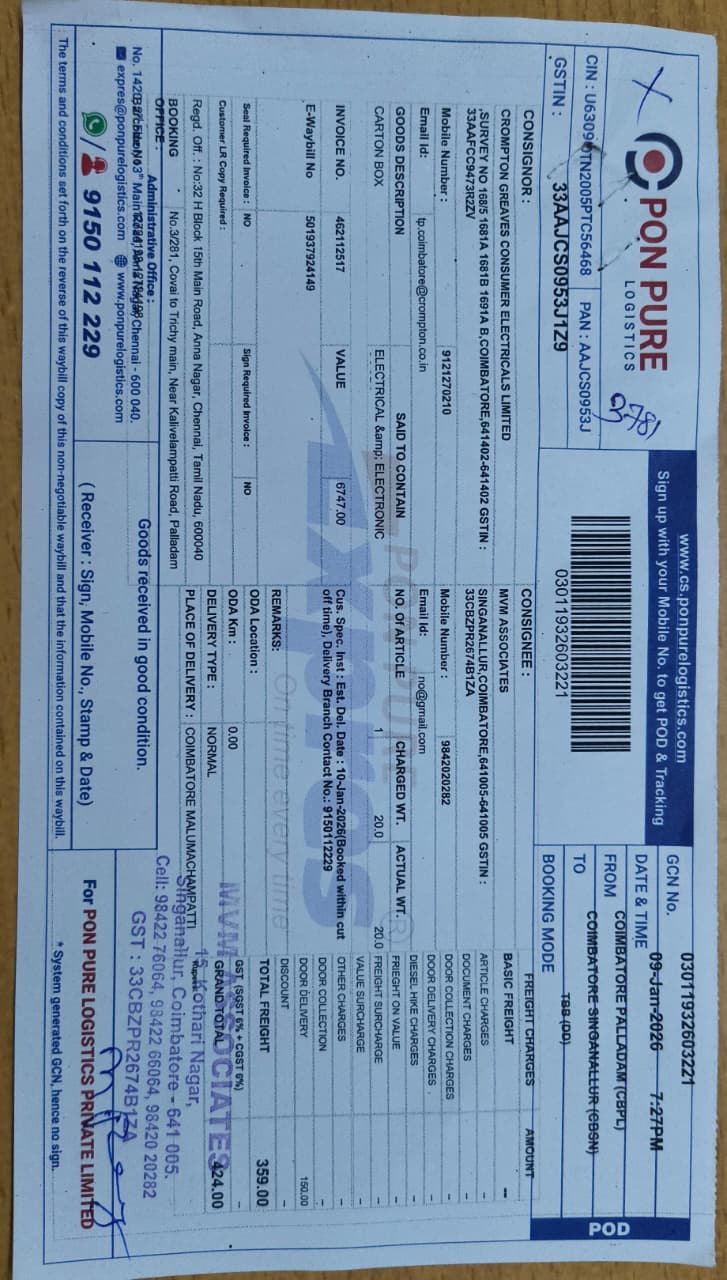 PON PURE
LOGISTICS
X
3781
CIN : U63090TN2005PTC56468 PAN : AAJCS0953J
GSTIN : 33AAJCS0953J1Z9
www.cs.ponpurelogistics.com
Sign up with your Mobile No. to get POD & Tracking
03011932603221
GCN No. 03011932603221
DATE & TIME 09-Jan-2026 7:27PM
FROM COIMBATORE PALLADAM (CBPL)
TO COIMBATORE SINGANALLUR (CBSN)
BOOKING MODE TBB (DD)
POD
CONSIGNOR :
CROMPTON GREAVES CONSUMER ELECTRICALS LIMITED
,SURVEY NO 168/5 1681A 1681B 1691A B,COIMBATORE,641402-641402 GSTIN :
33AAFCC9473R2ZV
Mobile Number : 9121270210
Email Id: tp.coimbatore@crompton.co.in
CONSIGNEE :
MVM ASSOCIATES
SINGANALLUR,COIMBATORE,641005-641005 GSTIN :
33CBZPR2674B1ZA
Mobile Number : 9842020282
Email Id: no@gmail.com
GOODS DESCRIPTION SAID TO CONTAIN NO. OF ARTICLE CHARGED WT. ACTUAL WT.
CARTON BOX ELECTRICAL &amp; ELECTRONIC 1 20.0 20.0
INVOICE NO. 462112517 VALUE 6747.00
E-Waybill No 501937924149
Cus. Spec. Inst : Est. Del. Date : 10-Jan-2026(Booked within cut
off time), Delivery Branch Contact No.: 9150112229
REMARKS:
Seal Required Invoice : NO Sign Required Invoice : NO
Customer LR Copy Required :
ODA Location :
ODA Km : 0.00
DELIVERY TYPE : NORMAL
PLACE OF DELIVERY : COIMBATORE MALUMACHAMPATTI
Regd. Off. : No:32 H Block 15th Main Road, Anna Nagar, Chennai, Tamil Nadu, 600040
BOOKING
OFFICE :
No.3/281, Covai to Trichy main, Near Kalivelampatti Road, Palladam
PON PURE
Expres
®
On time every time
FREIGHT CHARGES AMOUNT
BASIC FREIGHT --
ARTICLE CHARGES --
DOCUMENT CHARGES --
DOOR COLLECTION CHARGES --
DOOR DELIVERY CHARGES . --
DIESEL HIKE CHARGES --
FRIEGHT ON VALUE --
FREIGHT SURCHARGE --
VALUE SURCHARGE --
OTHER CHARGES --
DOOR COLLECTION --
DOOR DELIVERY 150.00
DISCOUNT --
TOTAL FREIGHT 359.00
GST (SGST 6% + CGST 6%) --
GRAND TOTAL 424.00
Administrative Office :
Chennai - 600 040.
expres@ponpurelogistics.com www.ponpurelogistics.com
9150 112 229
Goods received in good condition.
( Receiver : Sign, Mobile No., Stamp & Date)
MVM ASSOCIATES
15, Kothari Nagar,
Singanallur, Coimbatore - 641 005.
Cell: 98422 76064, 98422 66064, 98420 20282
GST : 33CBZPR2674B1ZA
For PON PURE LOGISTICS PRIVATE LIMITED
The terms and conditions set forth on the reverse of this waybill copy of this non-negotiable waybill and that the information contained on this waybill.
* System generated GCN, hence no sign.